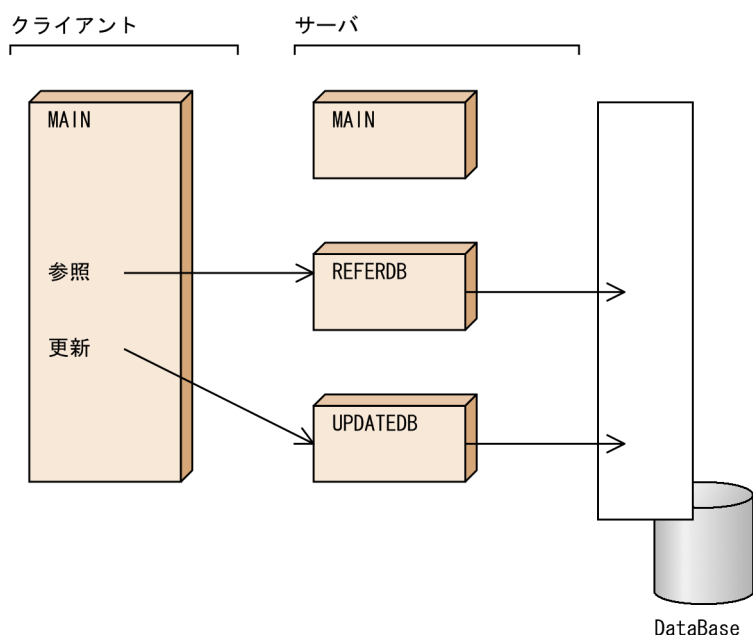 クライアント
サーバ
MAIN
MAIN
参照
REFERDB
更新
UPDATEDB
DataBase